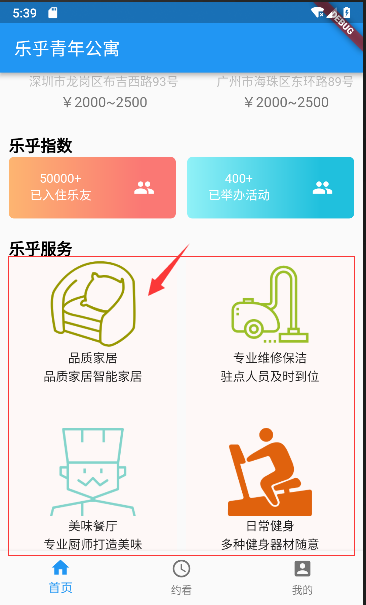 5:39
DEBUG
乐乎青年公寓
深圳市龙岗区布吉西路93号
广州市海珠区东晓路89号
￥2000~2500
￥2000~2500
乐乎指数
50000+
已入住乐友
400+
已举办活动
乐乎服务
品质家居
品质家居智能家居
专业维修保洁
驻点人员及时到位
美味餐厅
专业厨师打造美味
日常健身
多种健身器材随意
首页
约看
我的